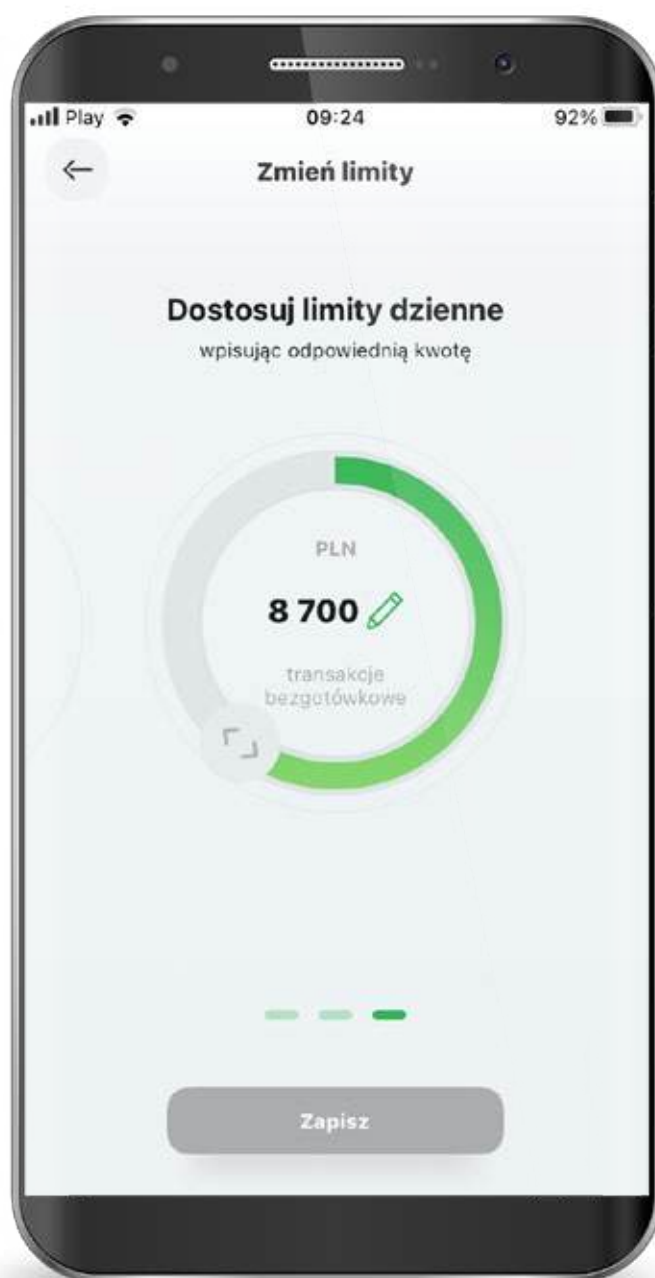 Play
09:24
92%
Zmień limity
Dostosuj limity dzienne
wpisując odpowiednią kwotę
PLN
8 700
transakcje
bezgotówkowe
Zapisz